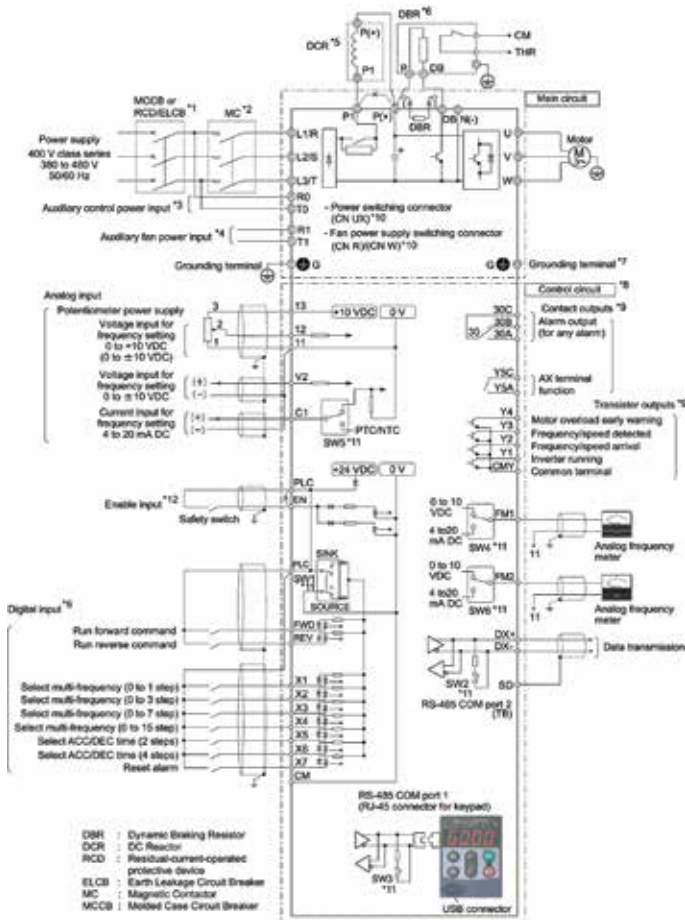 DBR *6
DCR *5
P(+)
P1
CM
THR
P
DB
MCCB or
RCD/ELCB *1
MC *2
Main circuit
P1
P(+)
DBR
DB
N(-)
Power supply
400 V class series
380 to 480 V
50/60 Hz
L1/R
L2/S
L3/T
U
V
W
Motor
M
3~
Auxiliary control power input *3
R0
T0
- Power switching connector
(CN UX) *10
- Fan power supply switching connector
(CN R)/(CN W) *10
Auxiliary fan power input *4
R1
T1
Grounding terminal
G
G
Grounding terminal *7
Control circuit *8
Analog input
Potentiometer power supply
Voltage input for
frequency setting
0 to +10 VDC
(0 to ± 10 VDC)
3
2
1
13
12
11
+10 VDC
0 V
Voltage input for
frequency setting
0 to ± 10 VDC
(+)
(−)
V2
Current input for
frequency setting
4 to 20 mA DC
(+)
(−)
C1
PTC/NTC
SW5 *11
30C
30B
30A
30
Contact outputs *9
Alarm output
(for any alarm)
Y5C
Y5A
AX terminal
function
Transistor outputs *9
Y4
Y3
Y2
Y1
CMY
Motor overload early warning
Frequency/speed detected
Frequency/speed arrival
Inverter running
Common terminal
+24 VDC
0 V
PLC
EN
Enable input *12
Safety switch
0 to 10
VDC
4 to20
mA DC
SW4 *11
FM1
11
Analog frequency
meter
PLC
SW1
*11
SINK
SOURCE
0 to 10
VDC
4 to20
mA DC
SW6 *11
FM2
11
Analog frequency
meter
Digital input *9
Run forward command
Run reverse command
FWD
REV
DX+
DX-
Data transmission
SW2
*11
SD
RS-485 COM port 2
(TB)
Select multi-frequency (0 to 1 step)
Select multi-frequency (0 to 3 step)
Select multi-frequency (0 to 7 step)
Select multi-frequency (0 to 15 step)
Select ACC/DEC time (2 steps)
Select ACC/DEC time (4 steps)
Reset alarm
X1
X2
X3
X4
X5
X6
X7
CM
RS-485 COM port 1
(RJ-45 connector for keypad)
SW3
*11
60.00
USB connector
DBR : Dynamic Braking Resistor
DCR : DC Reactor
RCD : Residual-current-operated
protective device
ELCB : Earth Leakage Circuit Breaker
MC : Magnetic Contactor
MCCB : Molded Case Circuit Breaker